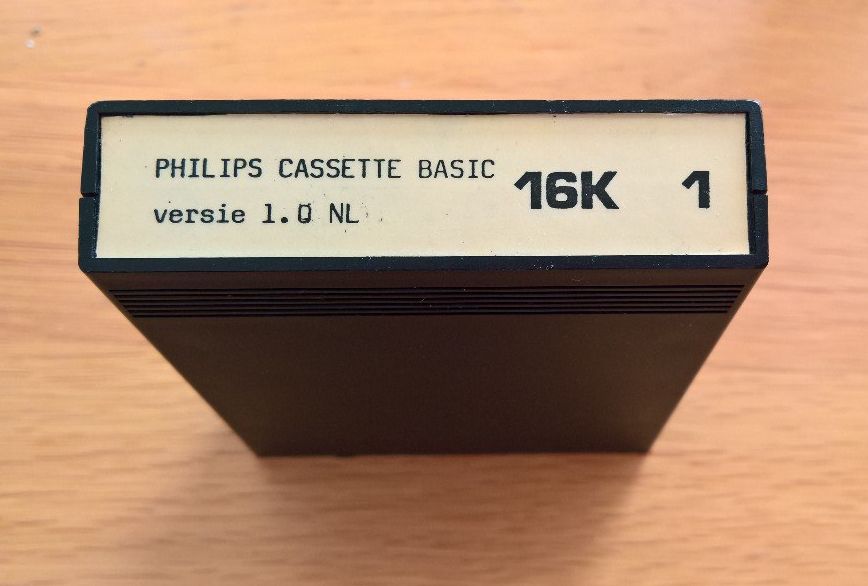 PHILIPS CASSETTE BASIC 16K 1
versie 1.0 NL